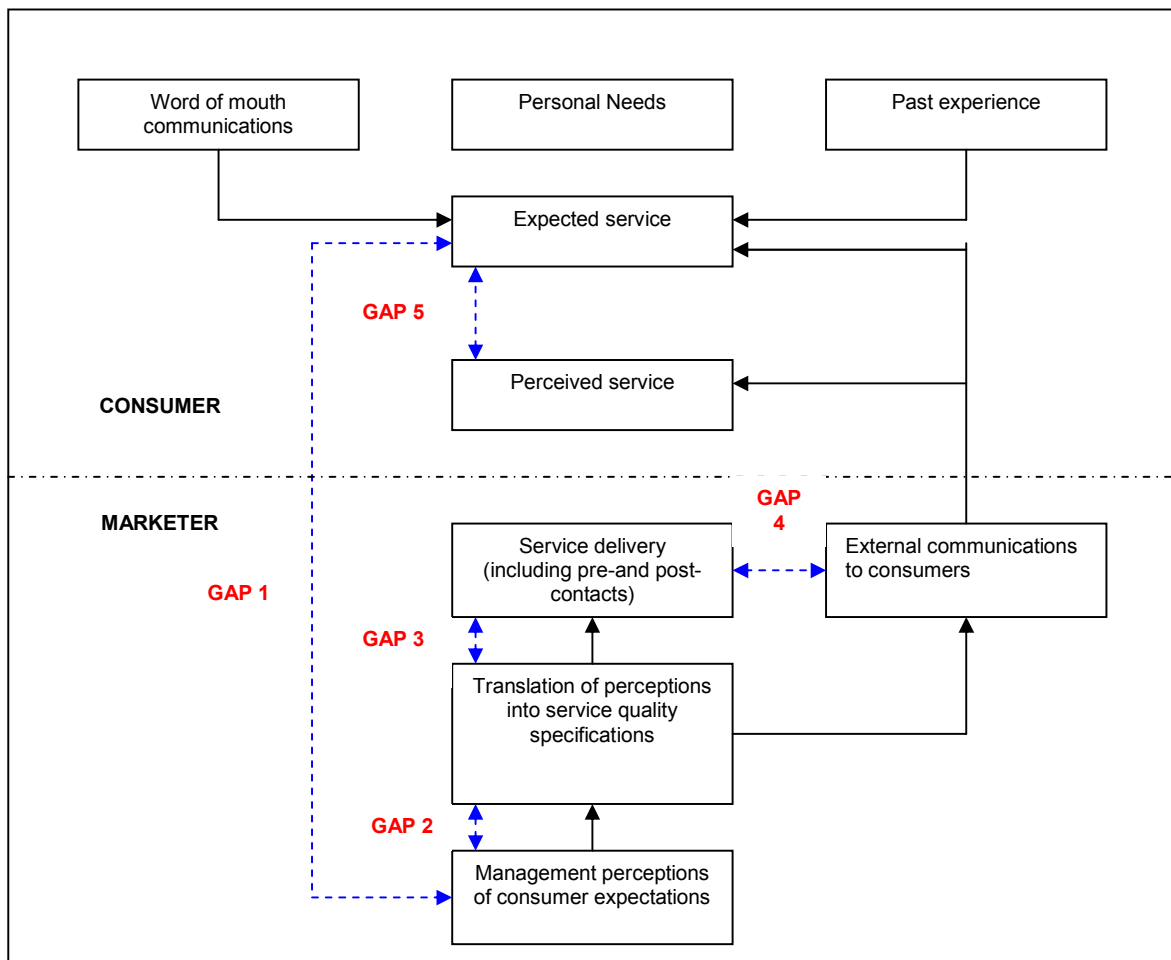 Word of mouth
communications
Personal Needs
Past experience
Expected service
GAP 5
Perceived service
CONSUMER
GAP
4
MARKETER
Service delivery
(including pre-and post-
contacts)
External communications
to consumers
GAP 1
GAP 3
Translation of perceptions
into service quality
specifications
GAP 2
Management perceptions
of consumer expectations